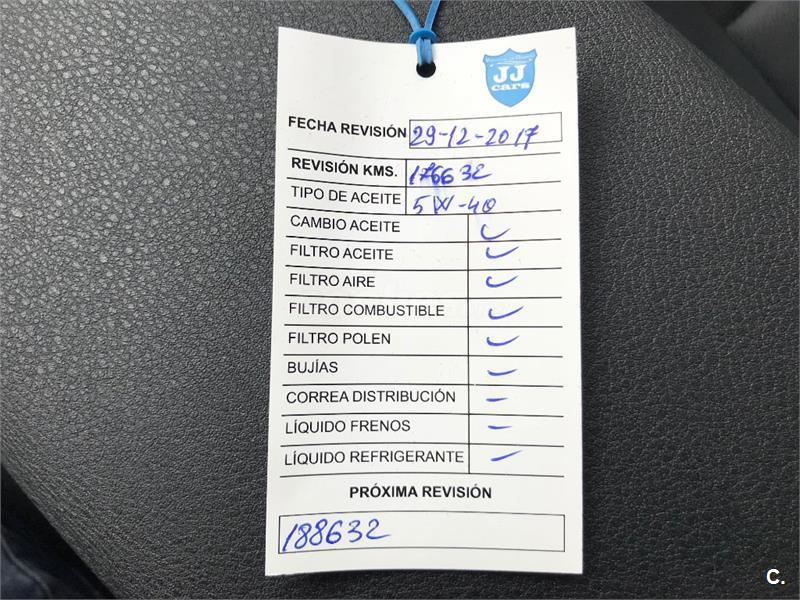 JJ
cars
FECHA REVISIÓN 29-12-2017
REVISIÓN KMS. 176632
TIPO DE ACEITE 5W-40
CAMBIO ACEITE ✓
FILTRO ACEITE ✓
FILTRO AIRE ✓
FILTRO COMBUSTIBLE ✓
FILTRO POLEN ✓
BUJÍAS –
CORREA DISTRIBUCIÓN –
LÍQUIDO FRENOS –
LÍQUIDO REFRIGERANTE –
PRÓXIMA REVISIÓN
188632
C.